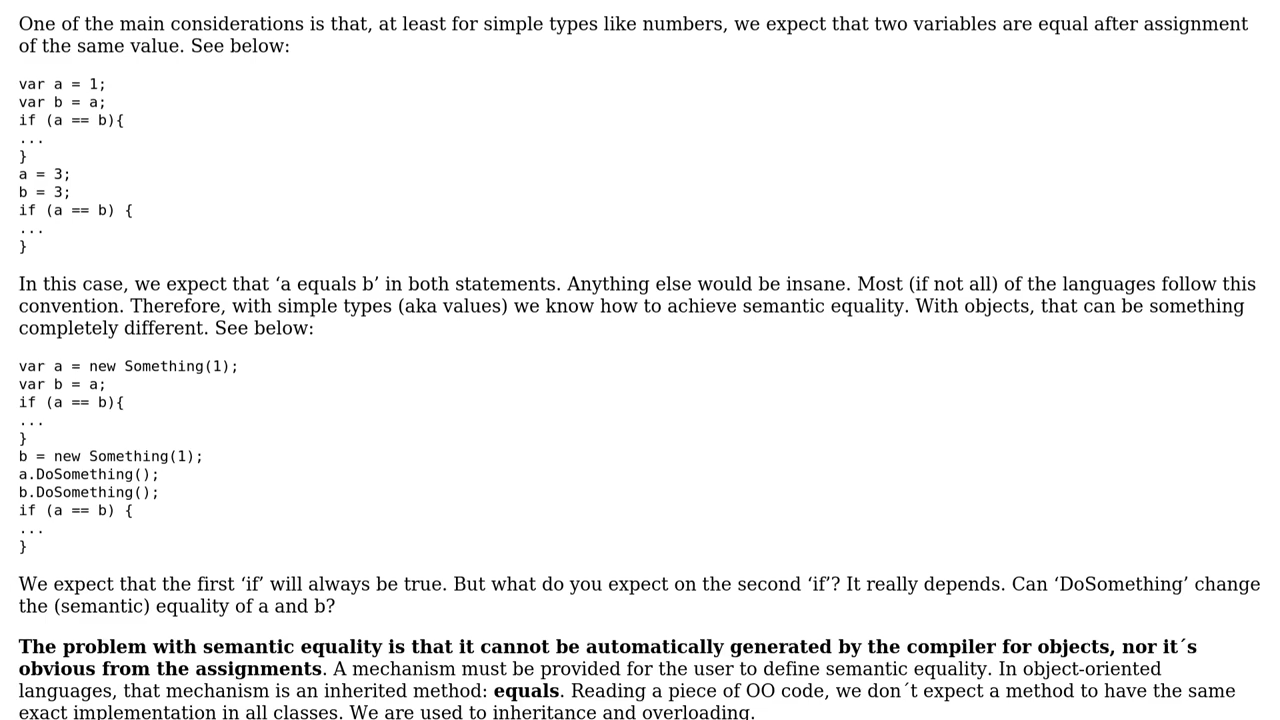 One of the main considerations is that, at least for simple types like numbers, we expect that two variables are equal after assignment
of the same value. See below:
var a = 1;
var b = a;
if (a == b){
...
}
a = 3;
b = 3;
if (a == b) {
...
}
In this case, we expect that ‘a equals b’ in both statements. Anything else would be insane. Most (if not all) of the languages follow this
convention. Therefore, with simple types (aka values) we know how to achieve semantic equality. With objects, that can be something
completely different. See below:
var a = new Something(1);
var b = a;
if (a == b){
...
}
b = new Something(1);
a.DoSomething();
b.DoSomething();
if (a == b) {
...
}
We expect that the first ‘if’ will always be true. But what do you expect on the second ‘if’? It really depends. Can ‘DoSomething’ change
the (semantic) equality of a and b?
The problem with semantic equality is that it cannot be automatically generated by the compiler for objects, nor it´s
obvious from the assignments. A mechanism must be provided for the user to define semantic equality. In object-oriented
languages, that mechanism is an inherited method: equals. Reading a piece of OO code, we don´t expect a method to have the same
exact implementation in all classes. We are used to inheritance and overloading.